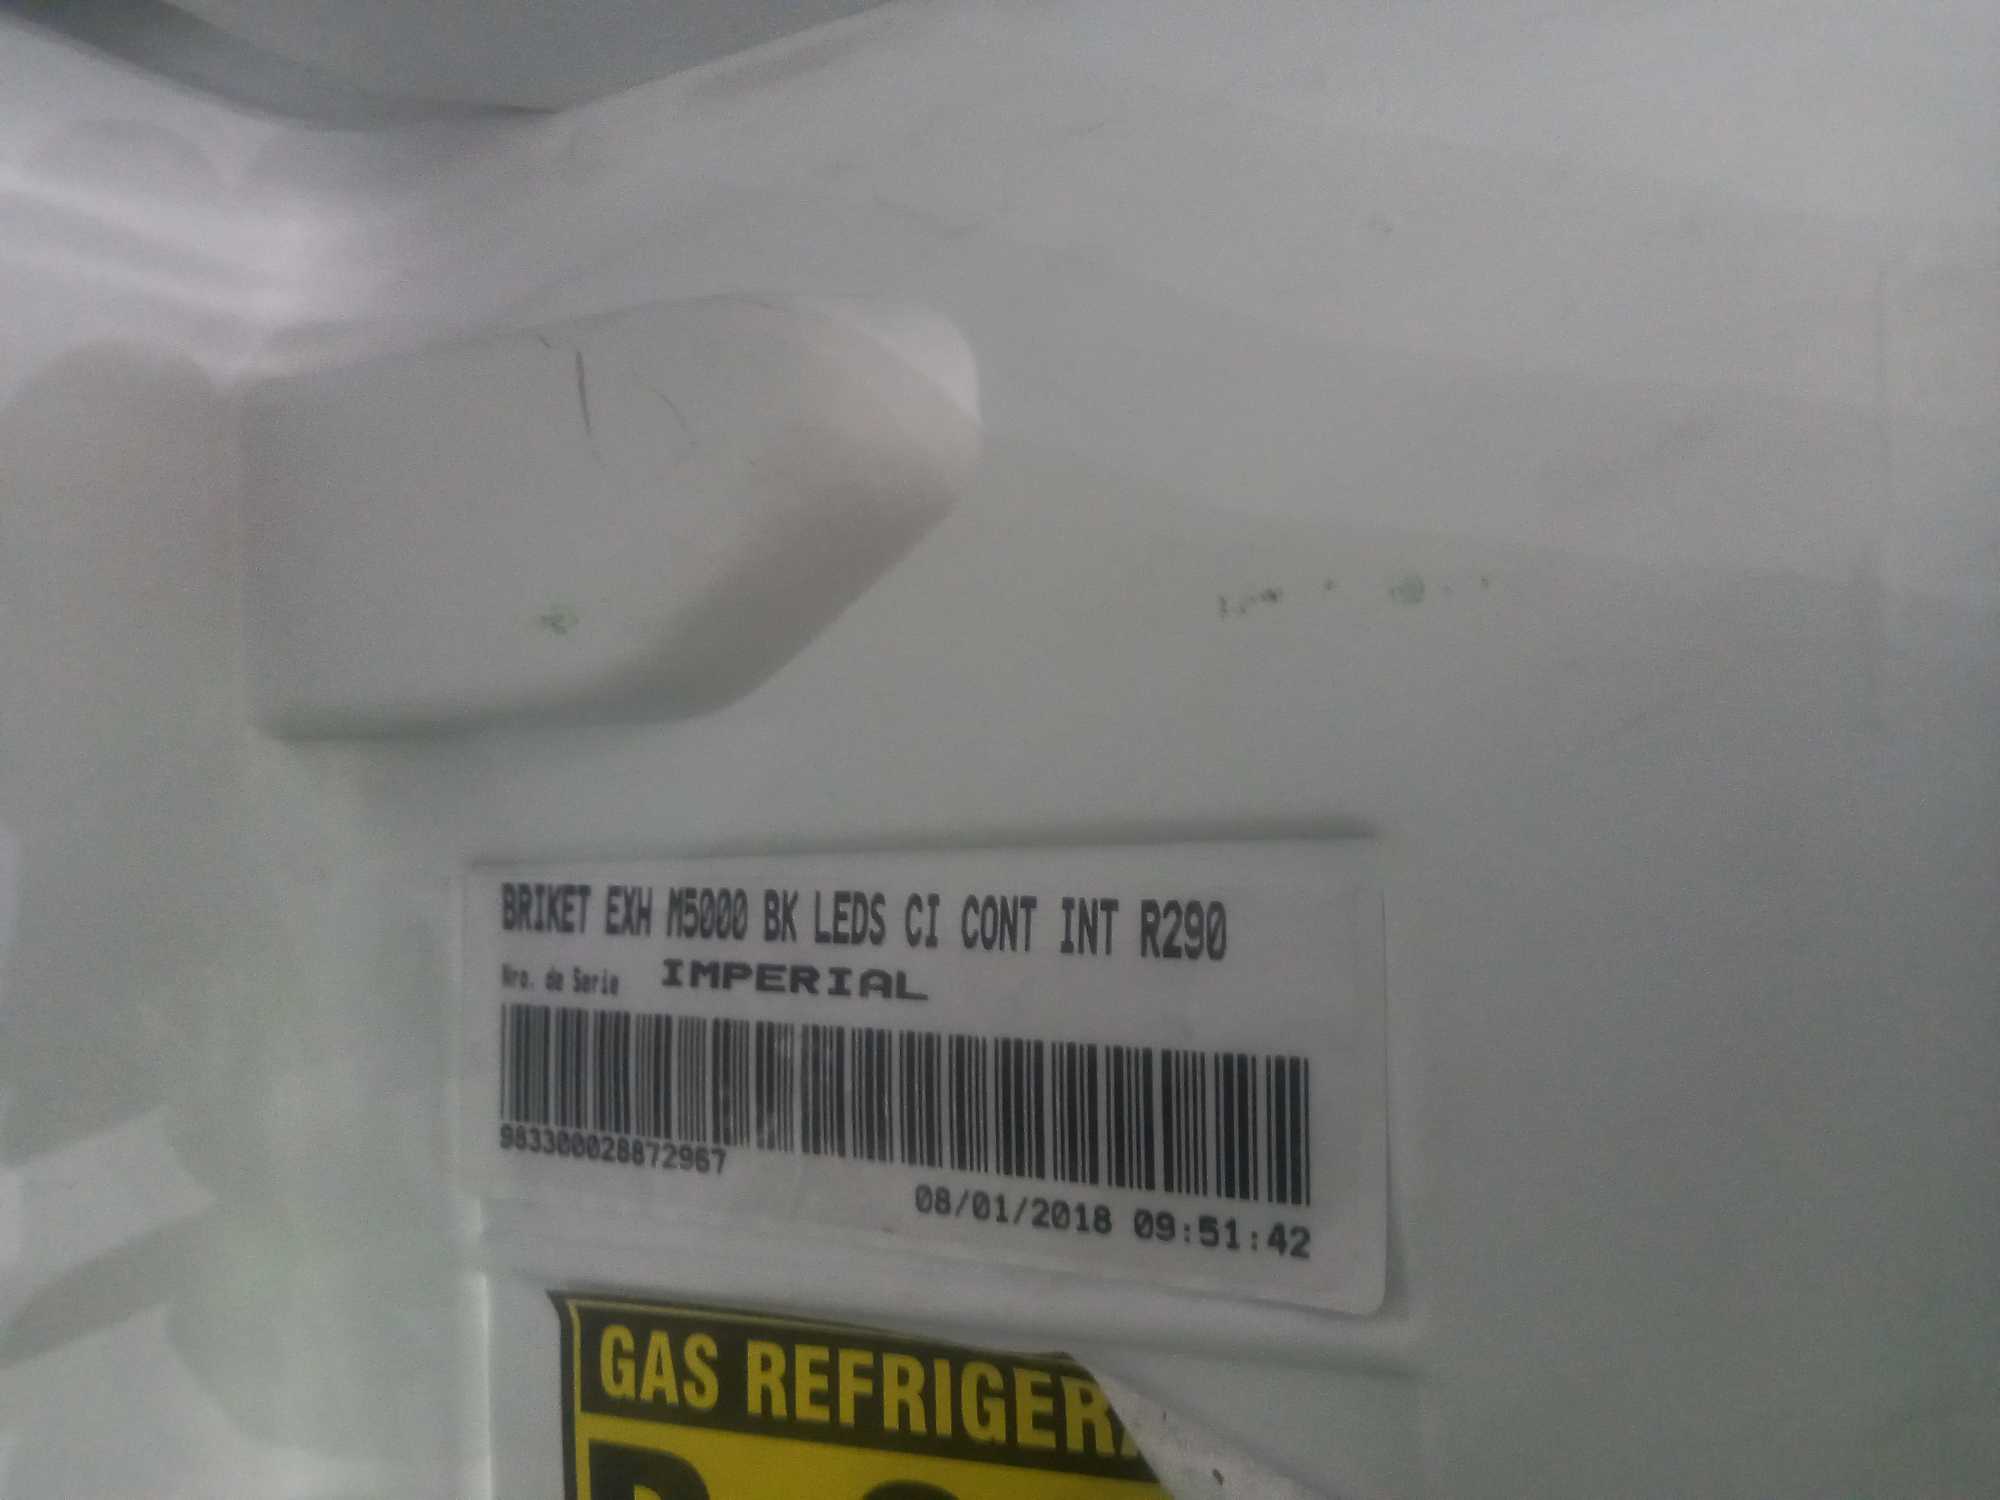 BRIKET EXH M5000 BK LEDS CI CONT INT R290
Nro. de Serie IMPERIAL
983300028872967
08/01/2018 09:51:42
GAS REFRIGERA